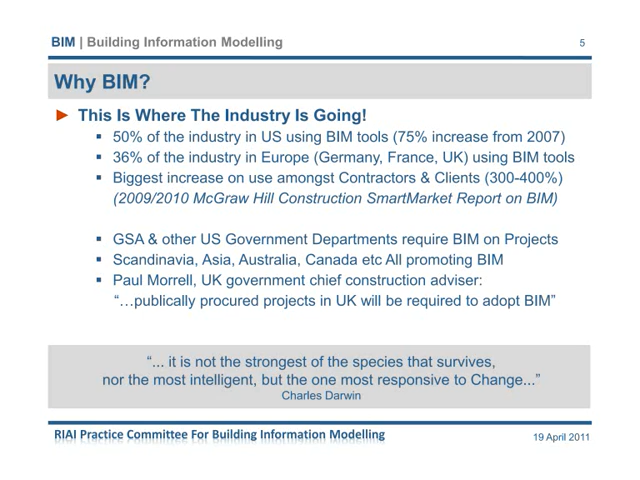 BIM | Building Information Modelling
5
Why BIM?
► This Is Where The Industry Is Going!
▪ 50% of the industry in US using BIM tools (75% increase from 2007)
▪ 36% of the industry in Europe (Germany, France, UK) using BIM tools
▪ Biggest increase on use amongst Contractors & Clients (300-400%)
(2009/2010 McGraw Hill Construction SmartMarket Report on BIM)
▪ GSA & other US Government Departments require BIM on Projects
▪ Scandinavia, Asia, Australia, Canada etc All promoting BIM
▪ Paul Morrell, UK government chief construction adviser:
“…publically procured projects in UK will be required to adopt BIM”
“... it is not the strongest of the species that survives,
nor the most intelligent, but the one most responsive to Change...”
Charles Darwin
RIAI Practice Committee For Building Information Modelling
19 April 2011